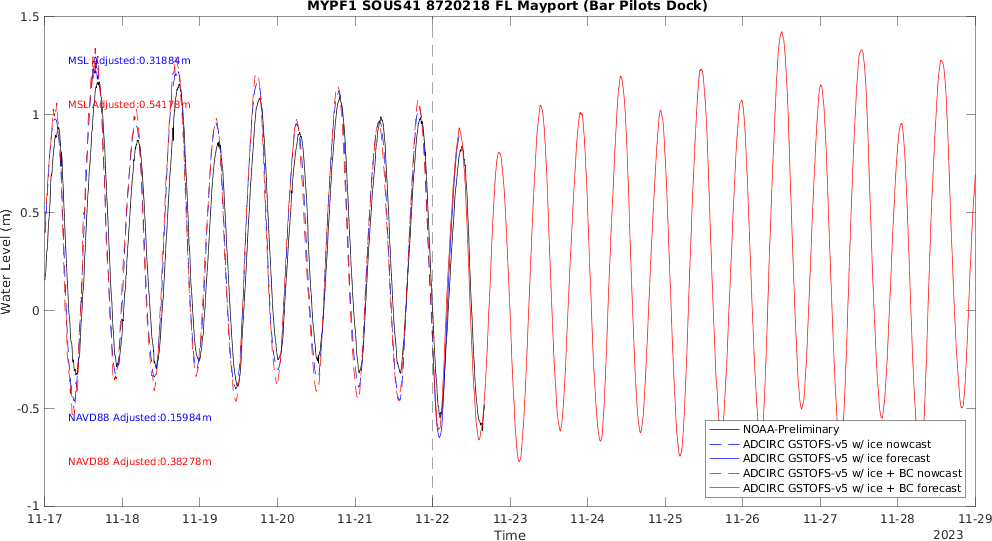 MYPF1 SOUS41 8720218 FL Mayport (Bar Pilots Dock)
1.5
1
0.5
0
-0.5
-1
Water Level (m)
MSL Adjusted:0.31884m
MSL Adjusted:0.54178m
NAVD88 Adjusted:0.15984m
NAVD88 Adjusted:0.38278m
NOAA-Preliminary
ADCIRC GSTOFS-v5 w/ ice nowcast
ADCIRC GSTOFS-v5 w/ ice forecast
ADCIRC GSTOFS-v5 w/ ice + BC nowcast
ADCIRC GSTOFS-v5 w/ ice + BC forecast
11-17 11-18 11-19 11-20 11-21 11-22 11-23 11-24 11-25 11-26 11-27 11-28 11-29
Time
2023